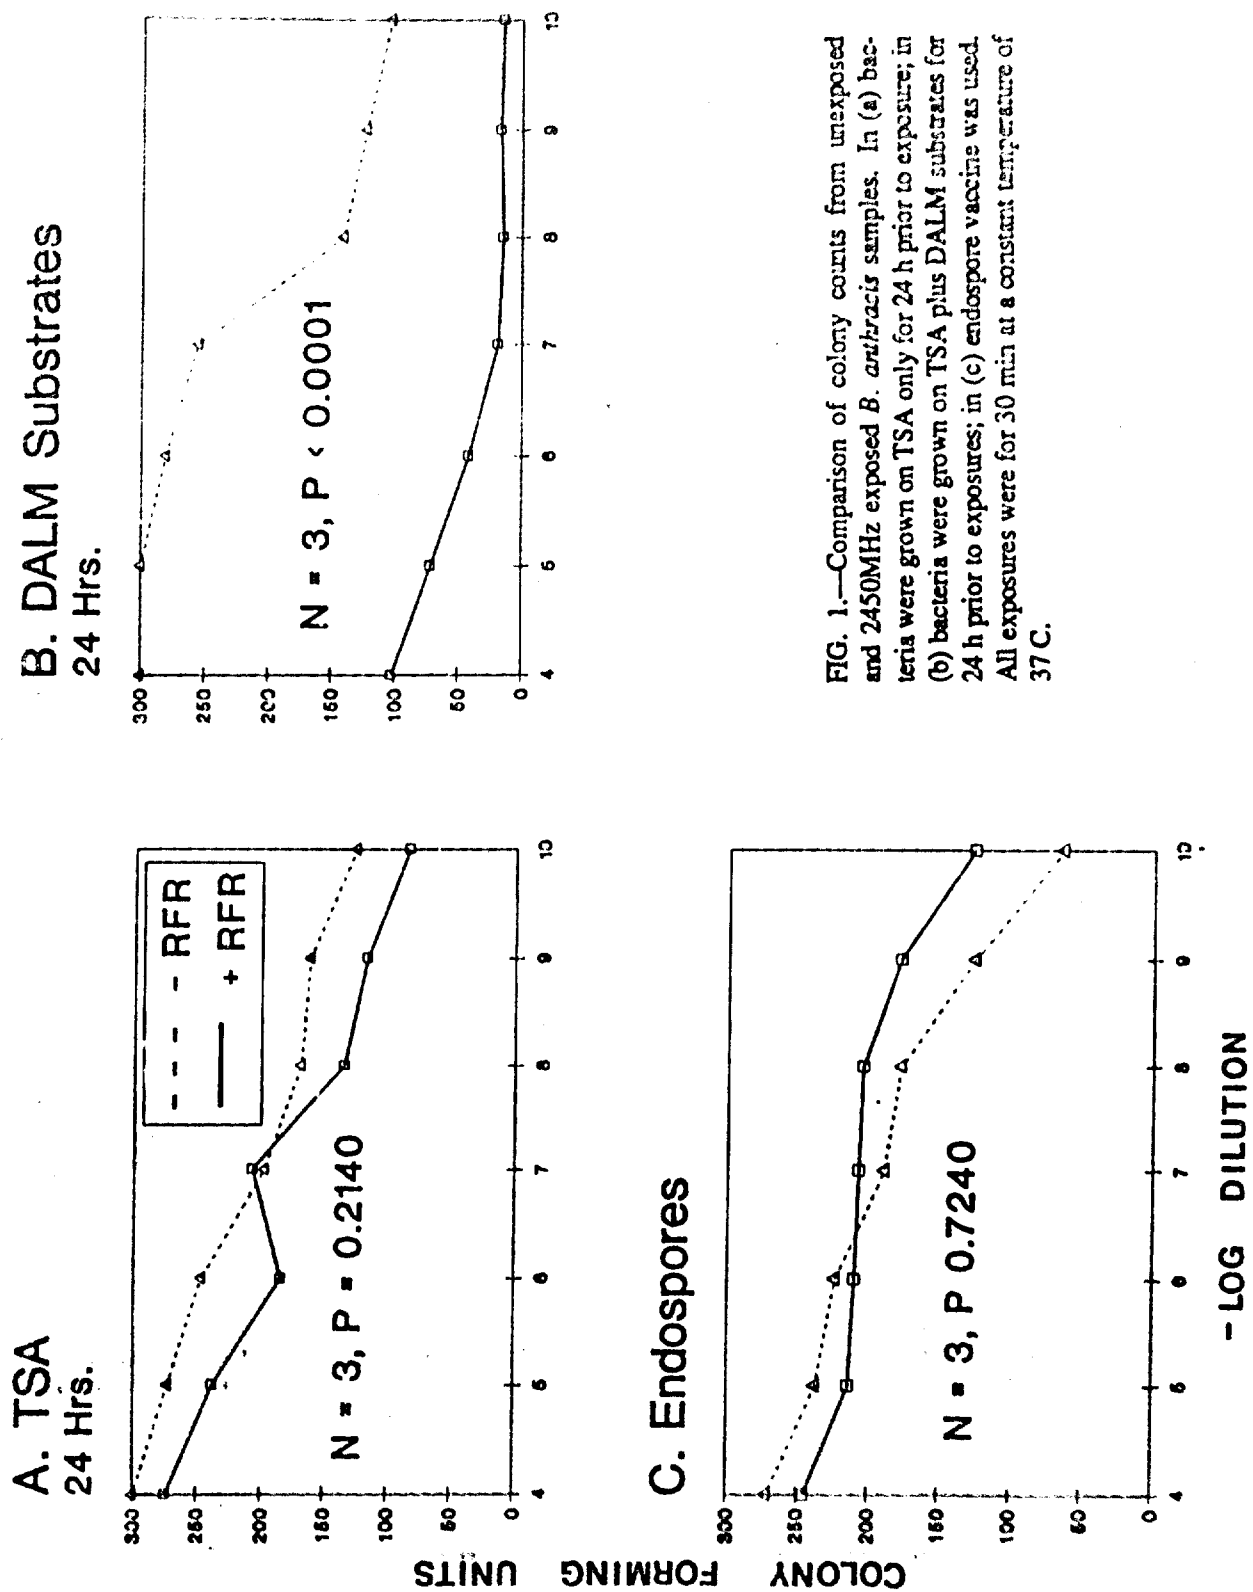 A. TSA
24 Hrs.
300
250
200
150
100
50
0
4
5
6
7
8
9
10
- RFR
+ RFR
N = 3, P = 0.2140
B. DALM Substrates
24 Hrs.
300
250
200
150
100
50
0
4
5
6
7
8
9
10
N = 3, P < 0.0001
C. Endospores
300
250
200
150
100
50
0
4
5
6
7
8
9
10
N = 3, P 0.7240
COLONY FORMING UNITS
- LOG DILUTION
FIG. 1.—Comparison of colony counts from unexposed
and 2450MHz exposed B. anthracis samples. In (a) bac-
teria were grown on TSA only for 24 h prior to exposure; in
(b) bacteria were grown on TSA plus DALM substrates for
24 h prior to exposures; in (c) endospore vaccine was used.
All exposures were for 30 min at a constant temperature of
37 C.